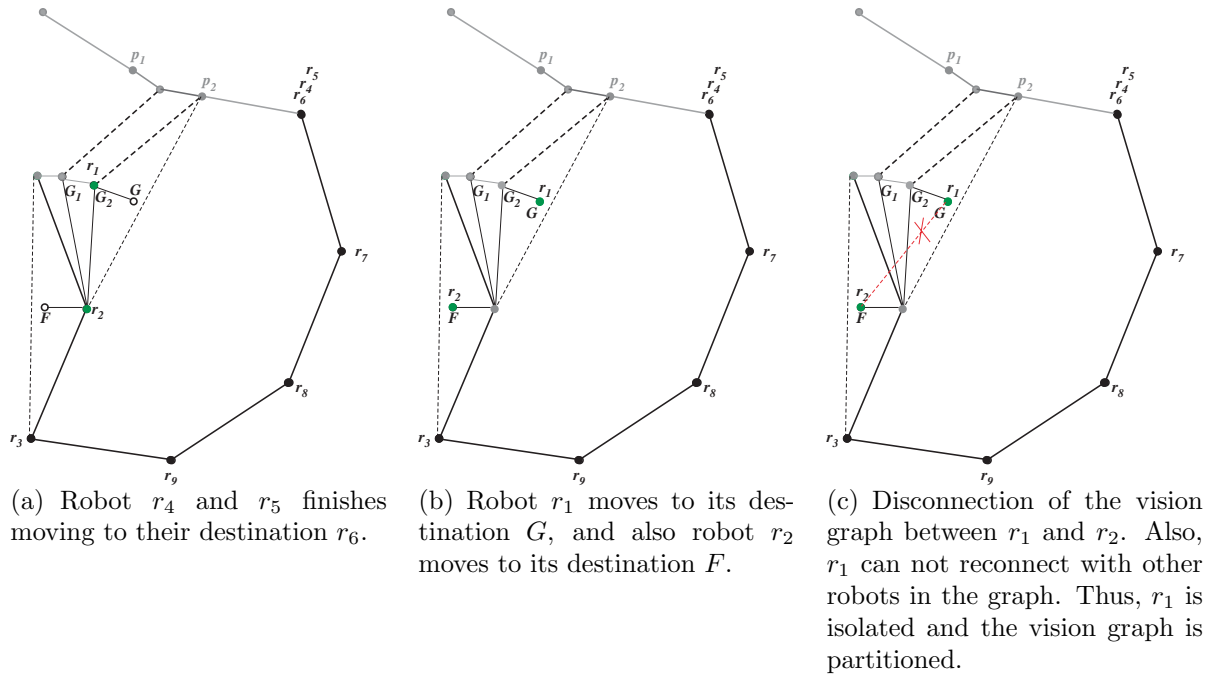 p1
p2
r5
r4
r6
r1
G1
G2
G
r7
r2
F
r8
r3
r9
(a) Robot r4 and r5 finishes
moving to their destination r6.
p1
p2
r5
r4
r6
r1
G1
G2
G
r7
r2
F
r8
r3
r9
(b) Robot r1 moves to its des-
tination G, and also robot r2
moves to its destination F.
p1
p2
r5
r4
r6
r1
G1
G2
G
r7
r2
F
r8
r3
r9
(c) Disconnection of the vision
graph between r1 and r2. Also,
r1 can not reconnect with other
robots in the graph. Thus, r1 is
isolated and the vision graph is
partitioned.